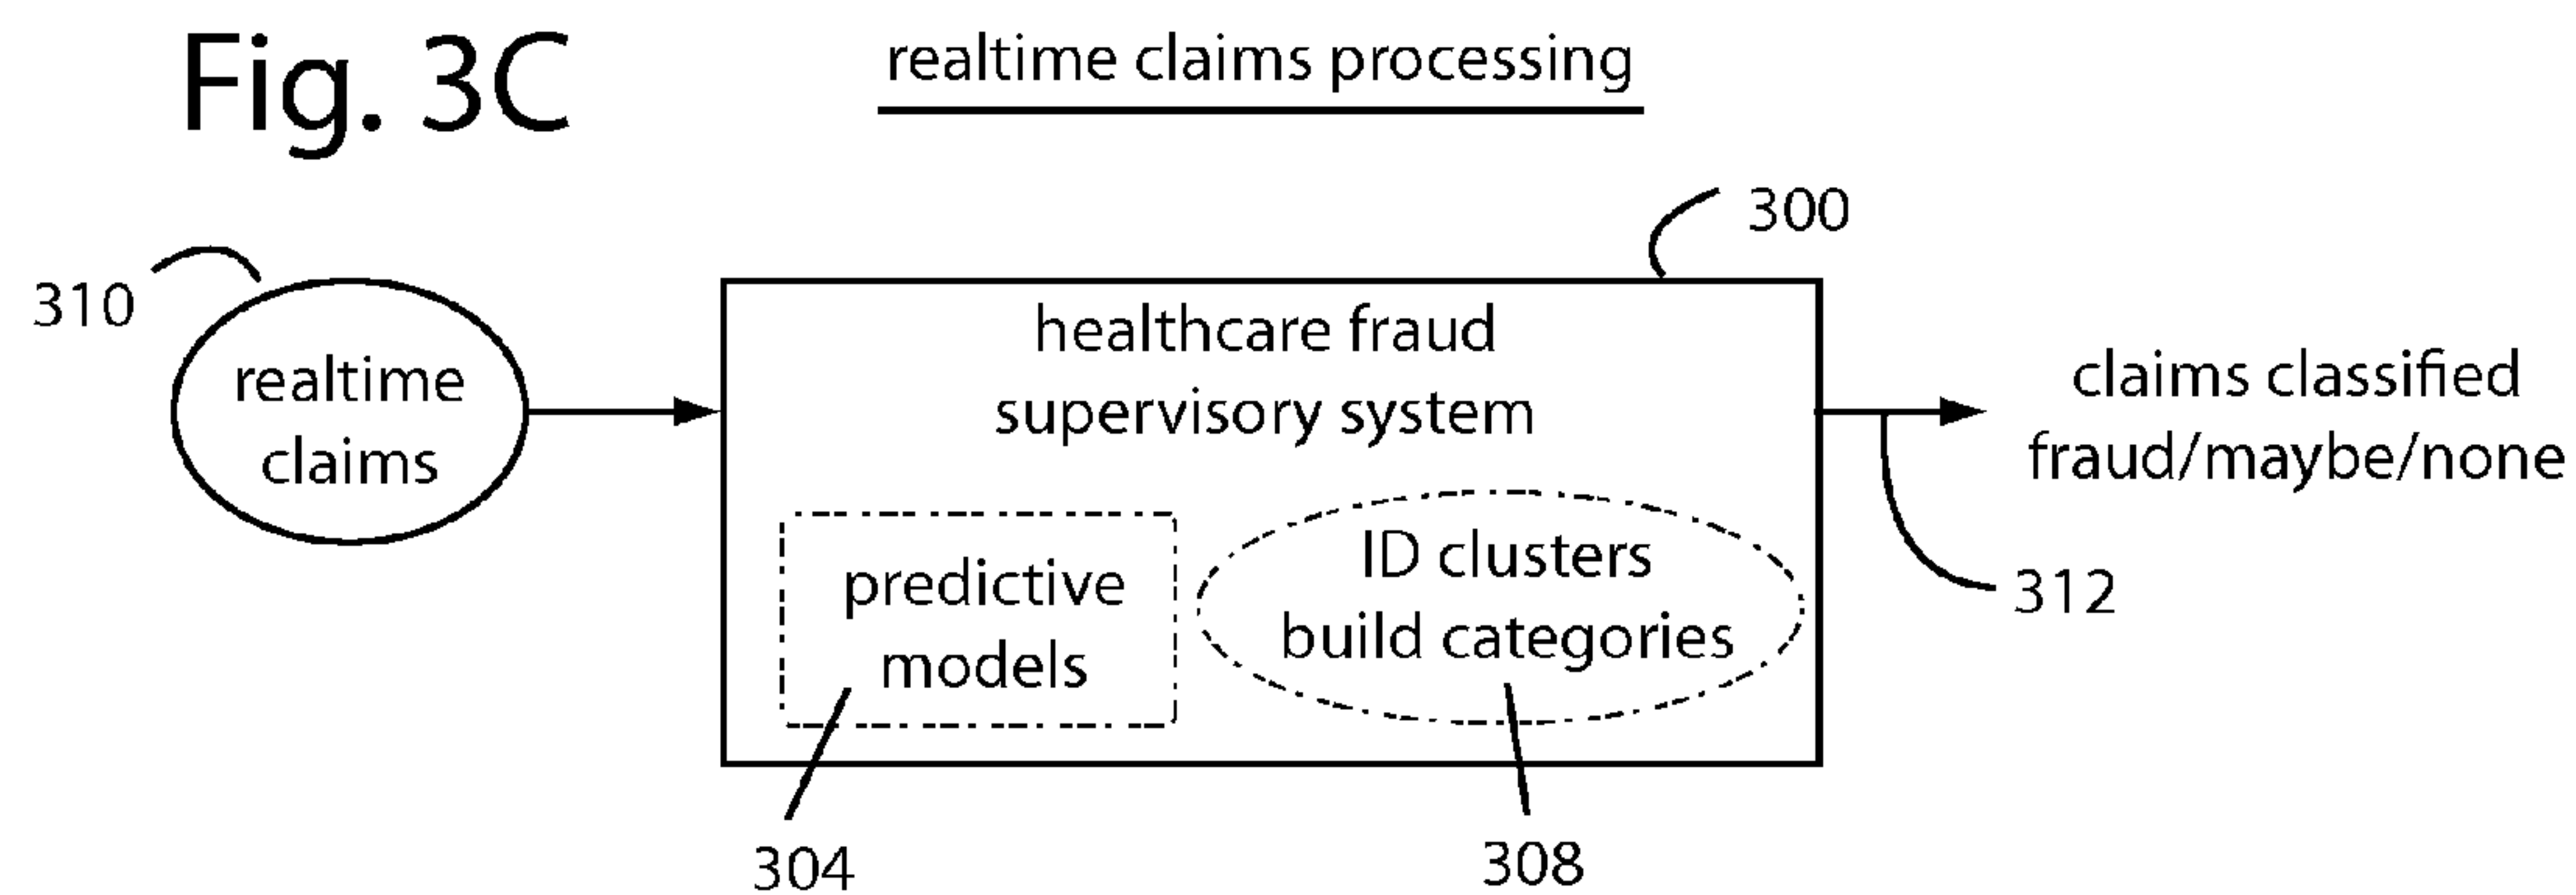 Fig. 3C
realtime claims processing
300
310
realtime
claims
healthcare fraud
supervisory system
claims classified
fraud/maybe/none
predictive
models
ID clusters
build categories
312
304
308